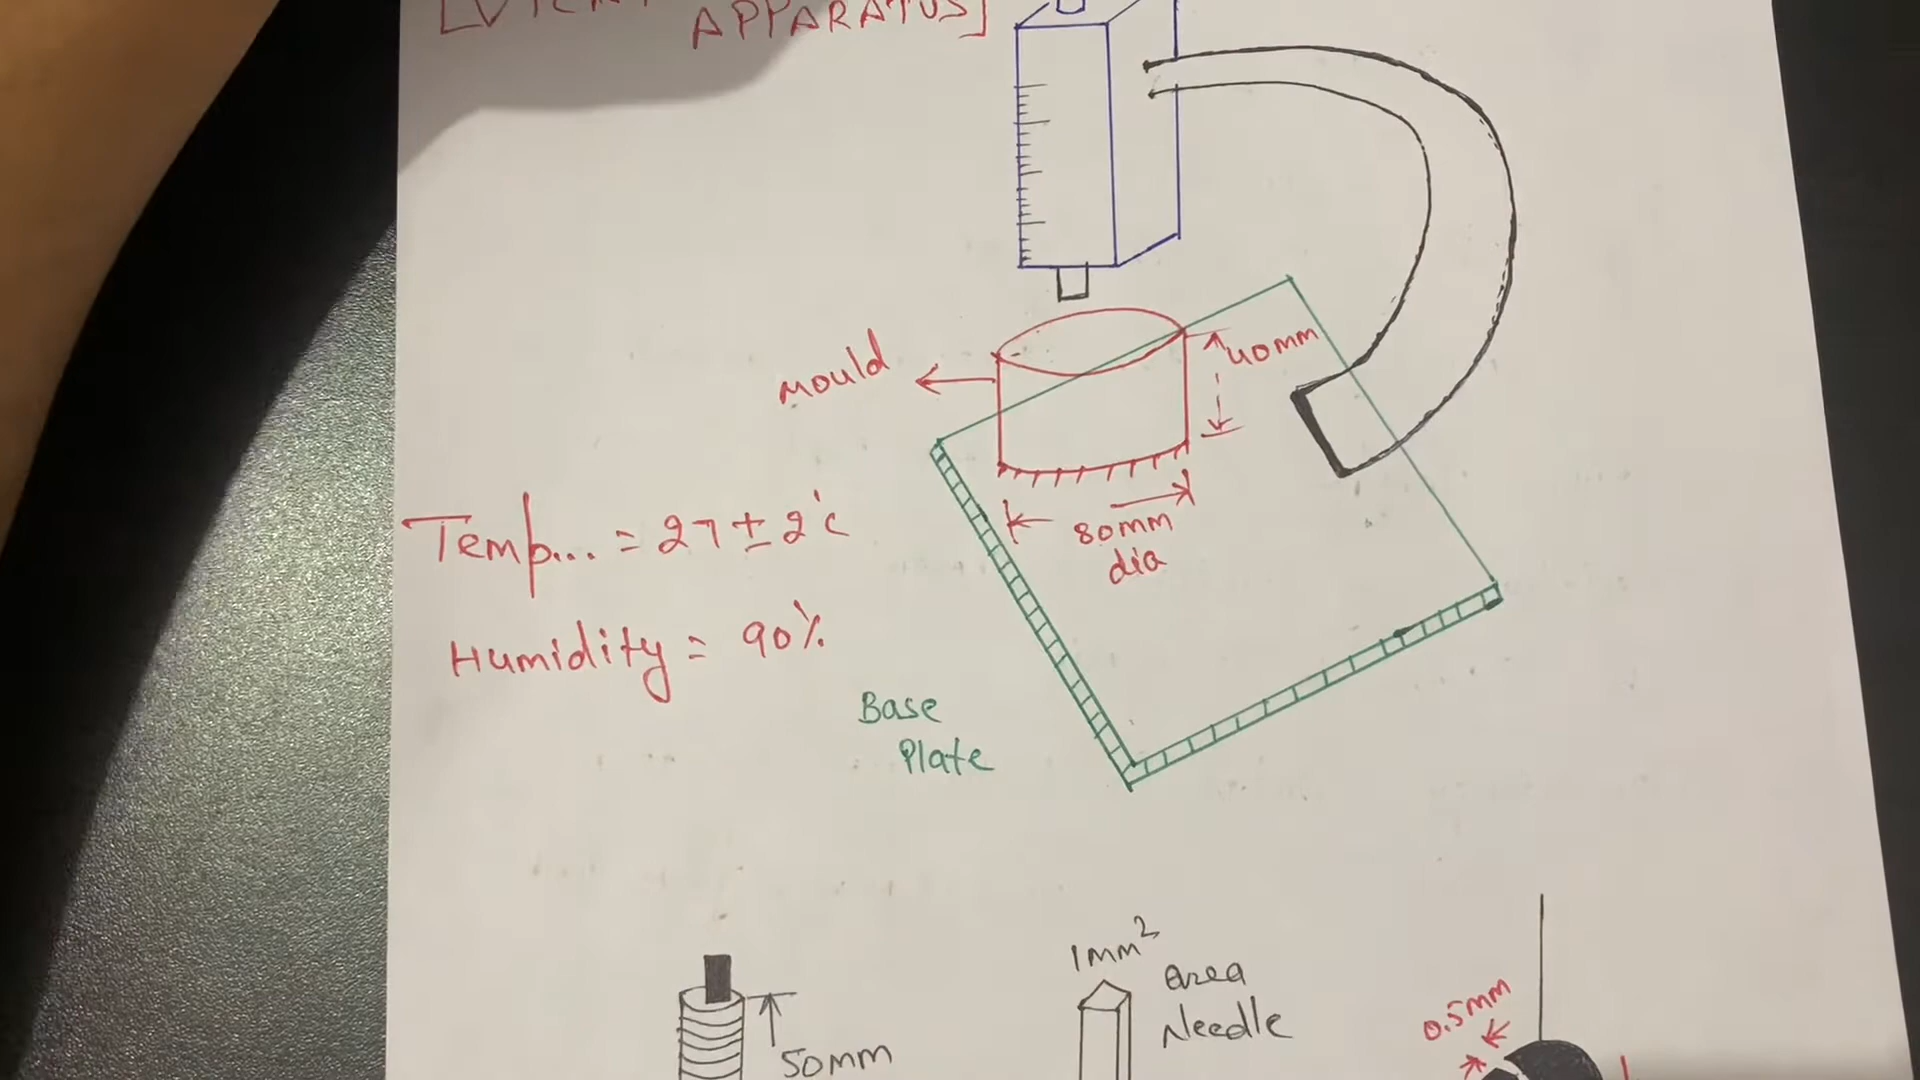 APPARATUS]
mould
40mm
80mm
dia
Temp... = 27 ± 2°c
Humidity = 90%
Base
Plate
50mm
1mm²
area
Needle
0.5mm